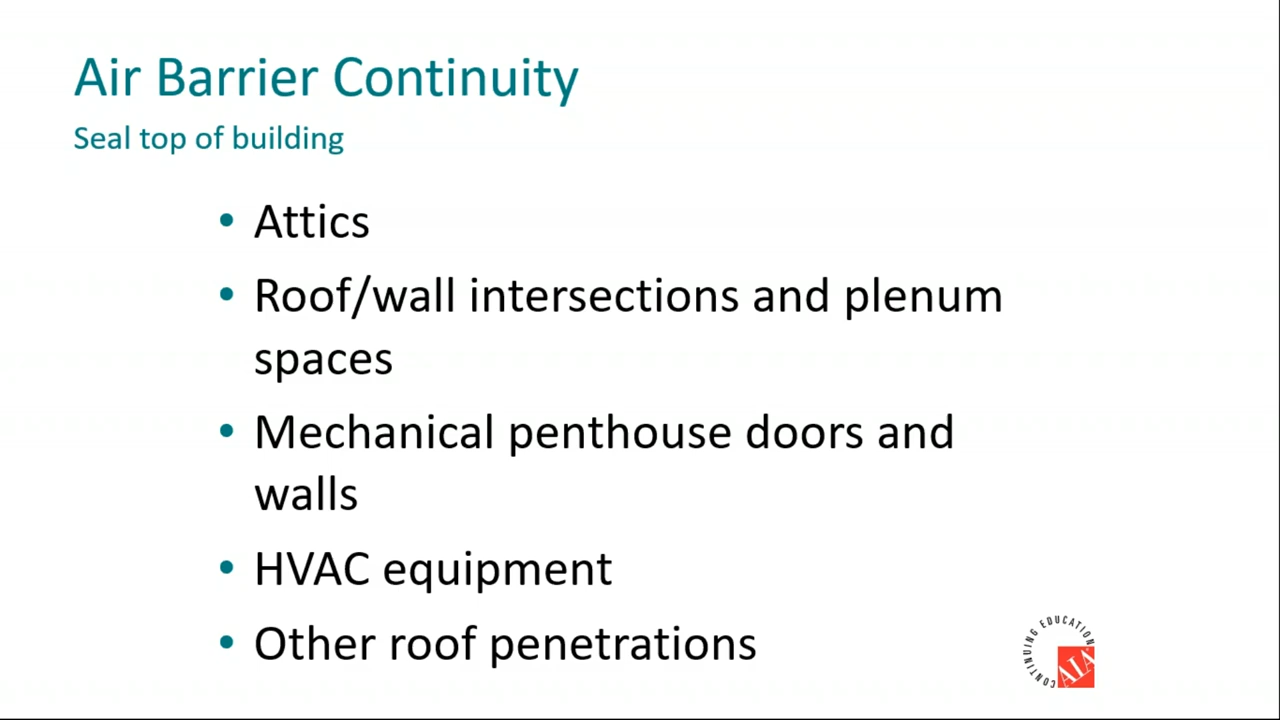 Air Barrier Continuity
Seal top of building
• Attics
• Roof/wall intersections and plenum
spaces
• Mechanical penthouse doors and
walls
• HVAC equipment
• Other roof penetrations
CONTINUING EDUCATION
AIA